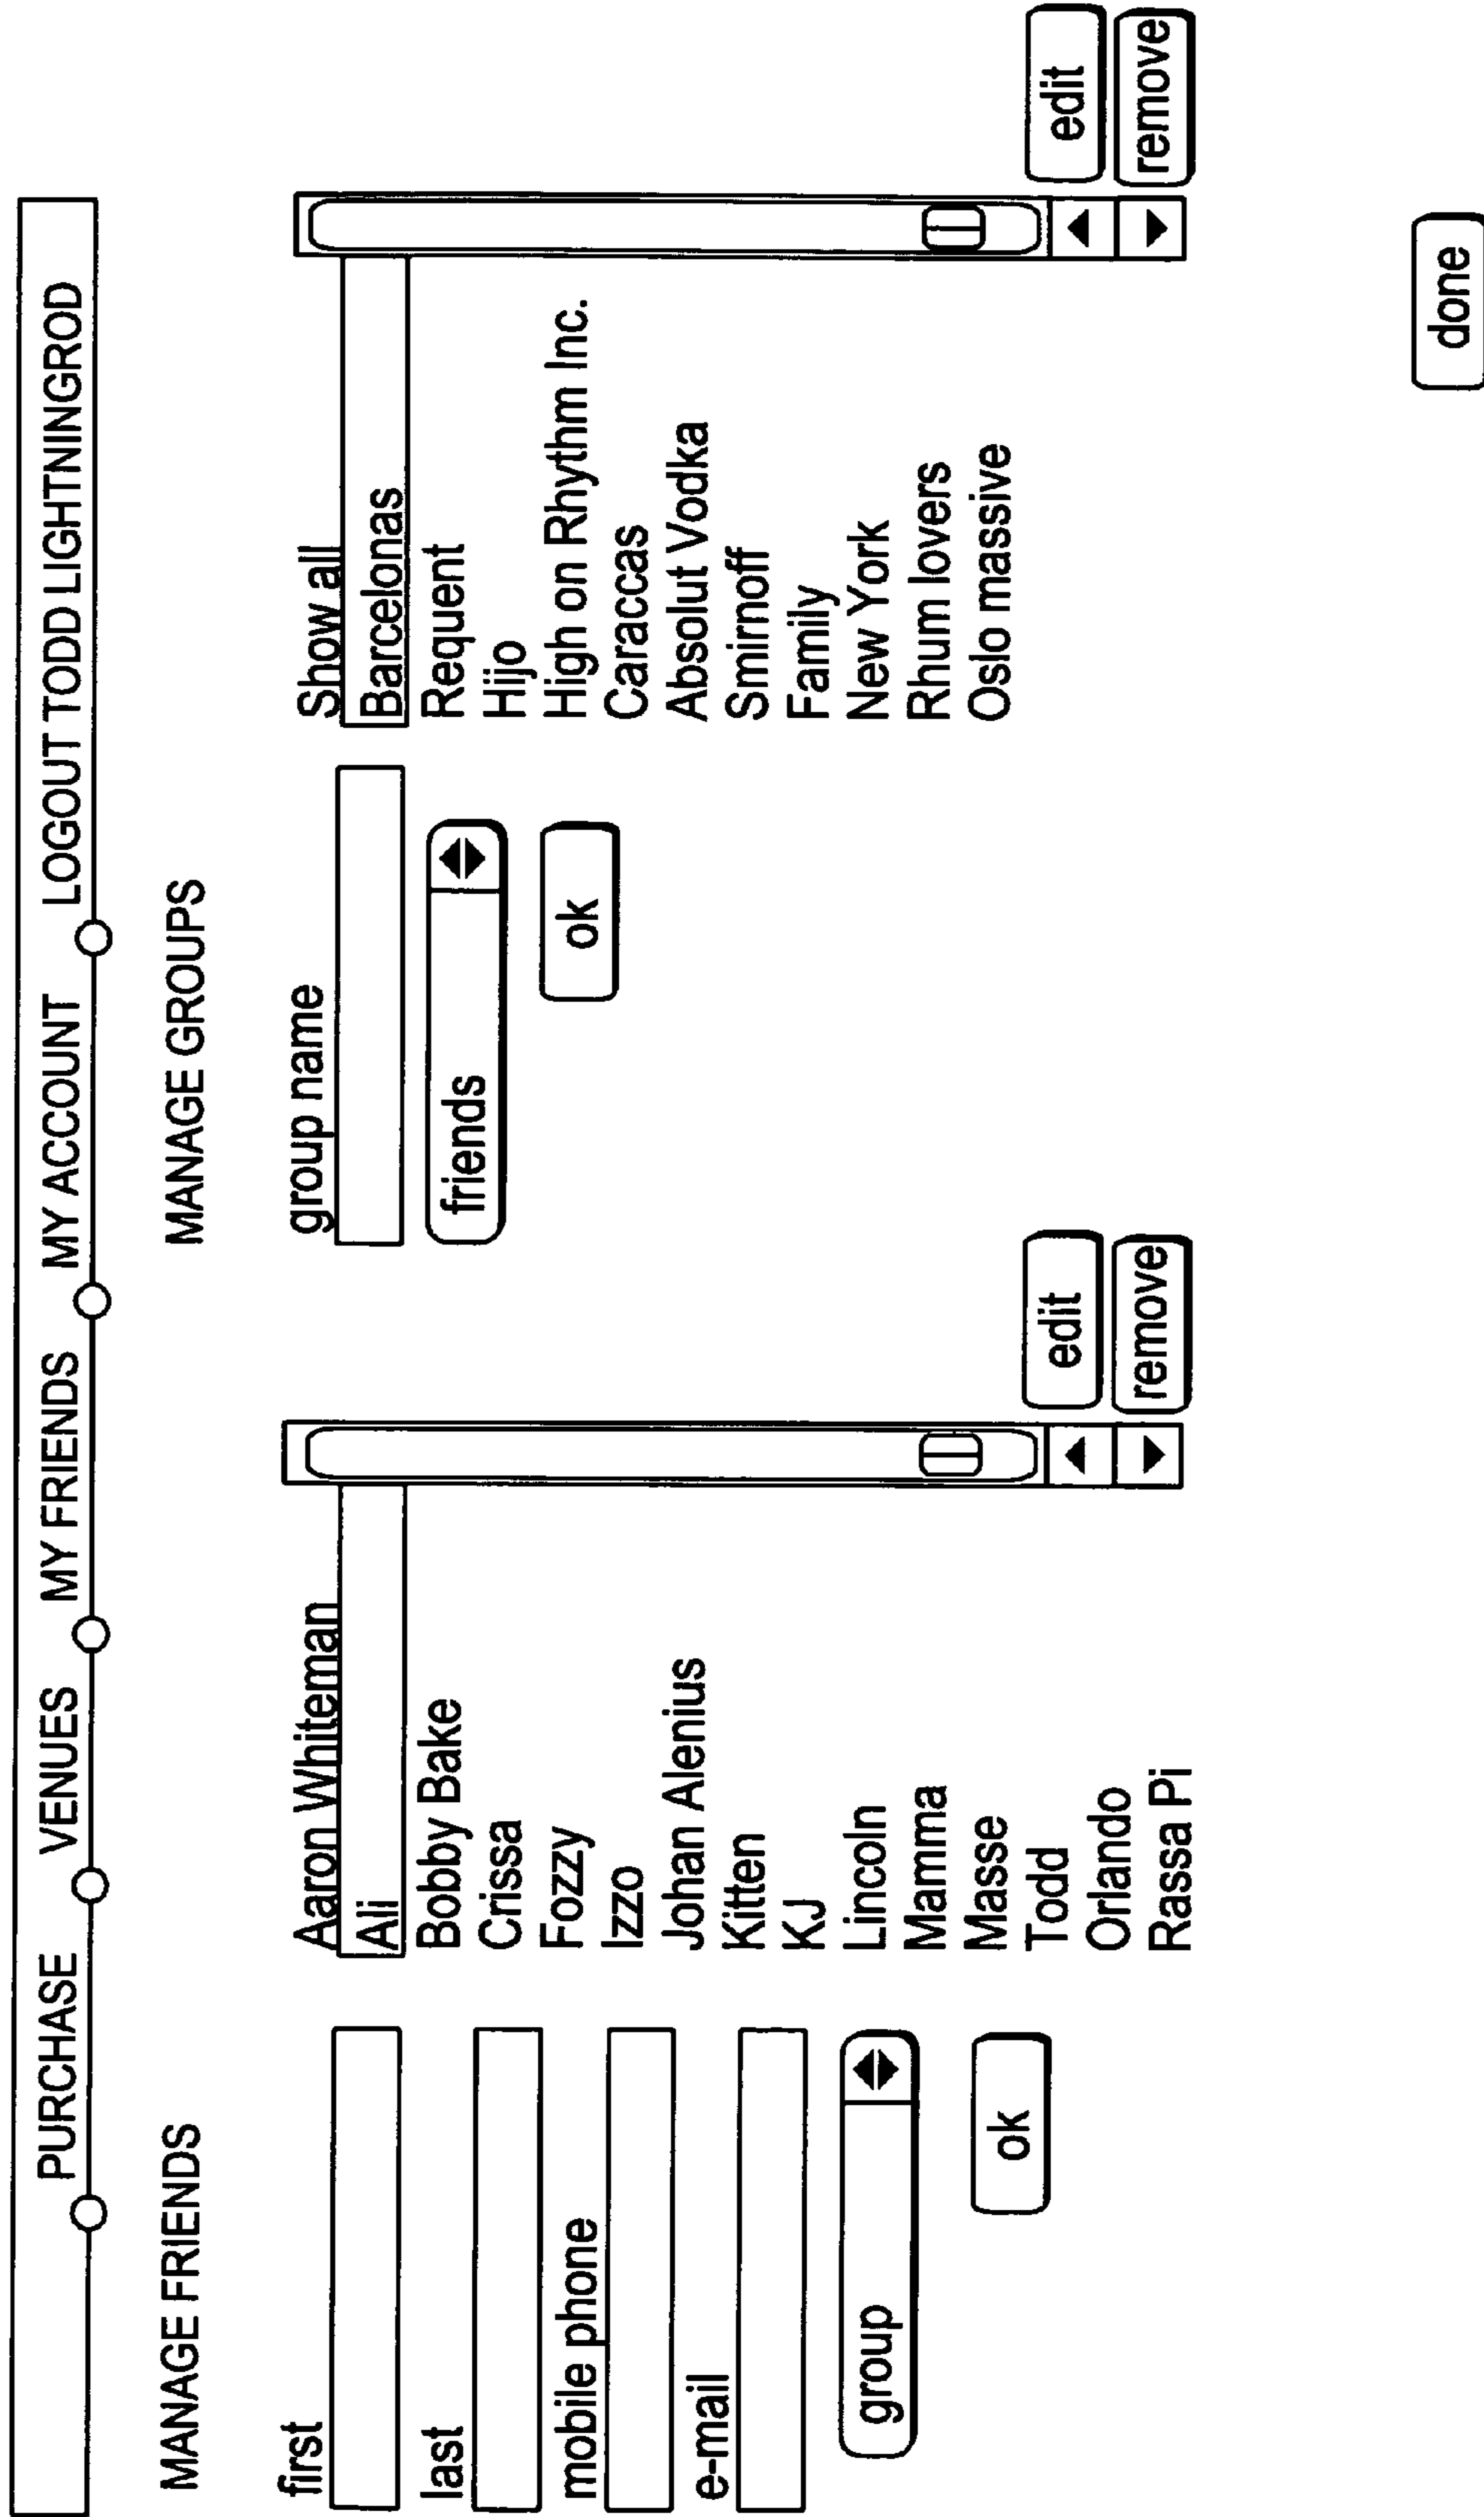 PURCHASE VENUES MY FRIENDS MY ACCOUNT LOGOUT TODD LIGHTNINGROD
MANAGE FRIENDS
first
last
mobile phone
e-mail
group
ok
Aaron Whiteman
Ali
Bobby Bake
Crissa
Fozzy
Izzo
Johan Alenius
Kitten
KJ
Lincoln
Mamma
Masse
Todd
Orlando
Rassa Pi
edit
remove
MANAGE GROUPS
group name
friends
ok
Show all
Barcelonas
Requent
Hijo
High on Rhythm Inc.
Caraccas
Absolut Vodka
Smirnoff
Family
New York
Rhum lovers
Oslo massive
edit
remove
done